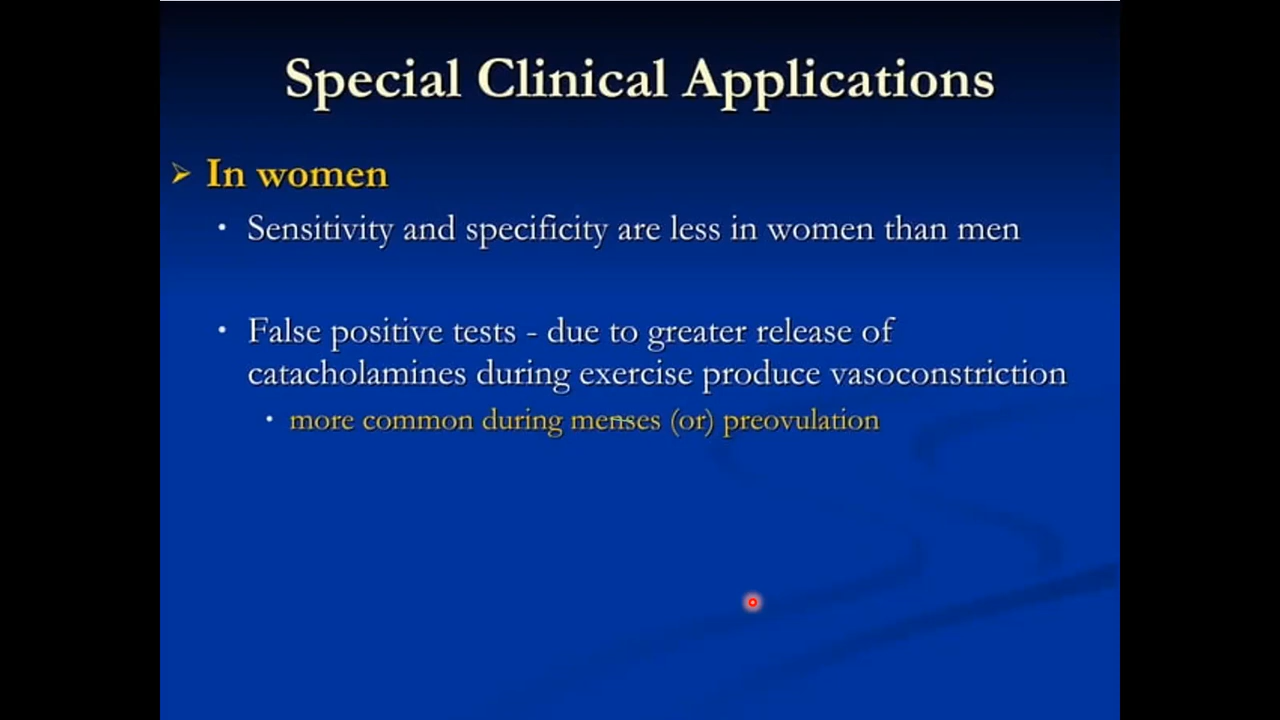 Special Clinical Applications
In women
Sensitivity and specificity are less in women than men
False positive tests - due to greater release of
catacholamines during exercise produce vasoconstriction
more common during menses (or) preovulation